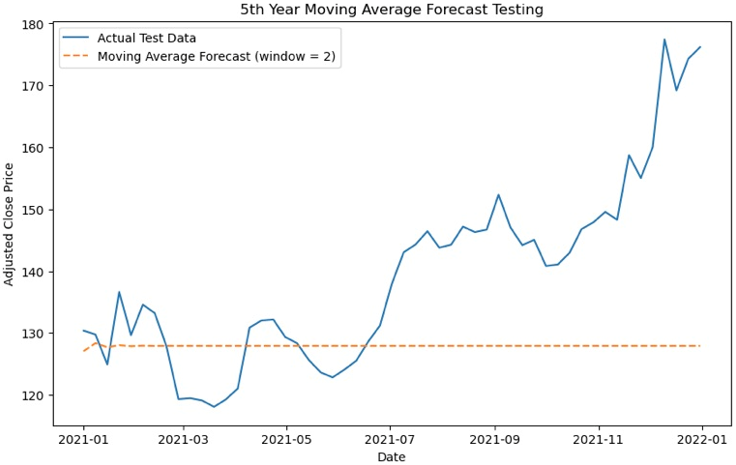 5th Year Moving Average Forecast Testing
Actual Test Data
Moving Average Forecast (window = 2)
Adjusted Close Price
180
170
160
150
140
130
120
2021-01
2021-03
2021-05
2021-07
2021-09
2021-11
2022-01
Date